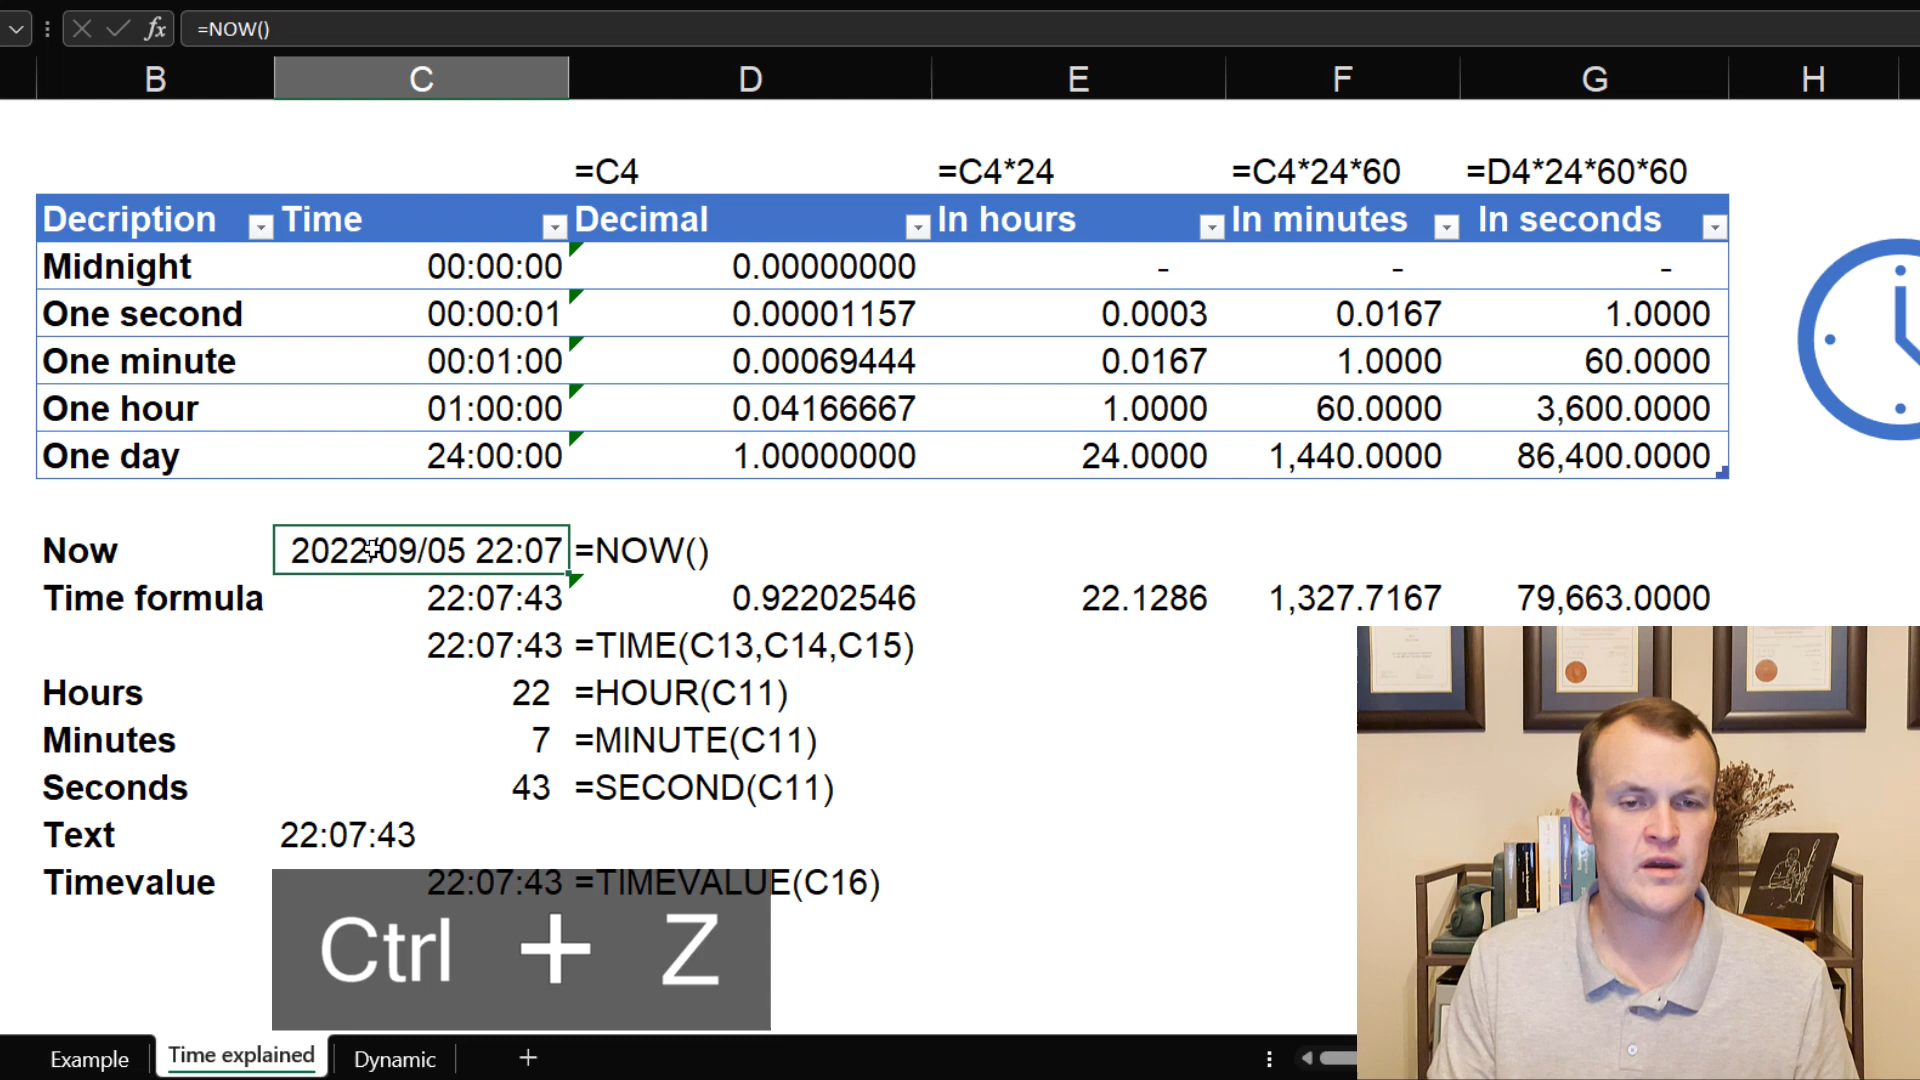 =NOW()
B C D E F G H
=C4 =C4*24 =C4*24*60 =D4*24*60*60
Decription Time Decimal In hours In minutes In seconds
Midnight 00:00:00 0.00000000 - - -
One second 00:00:01 0.00001157 0.0003 0.0167 1.0000
One minute 00:01:00 0.00069444 0.0167 1.0000 60.0000
One hour 01:00:00 0.04166667 1.0000 60.0000 3,600.0000
One day 24:00:00 1.00000000 24.0000 1,440.0000 86,400.0000
Now 2022/09/05 22:07 =NOW()
Time formula 22:07:43 0.92202546 22.1286 1,327.7167 79,663.0000
22:07:43 =TIME(C13,C14,C15)
Hours 22 =HOUR(C11)
Minutes 7 =MINUTE(C11)
Seconds 43 =SECOND(C11)
Text 22:07:43
Timevalue 22:07:43 =TIMEVALUE(C16)
Ctrl + Z
Example Time explained Dynamic +